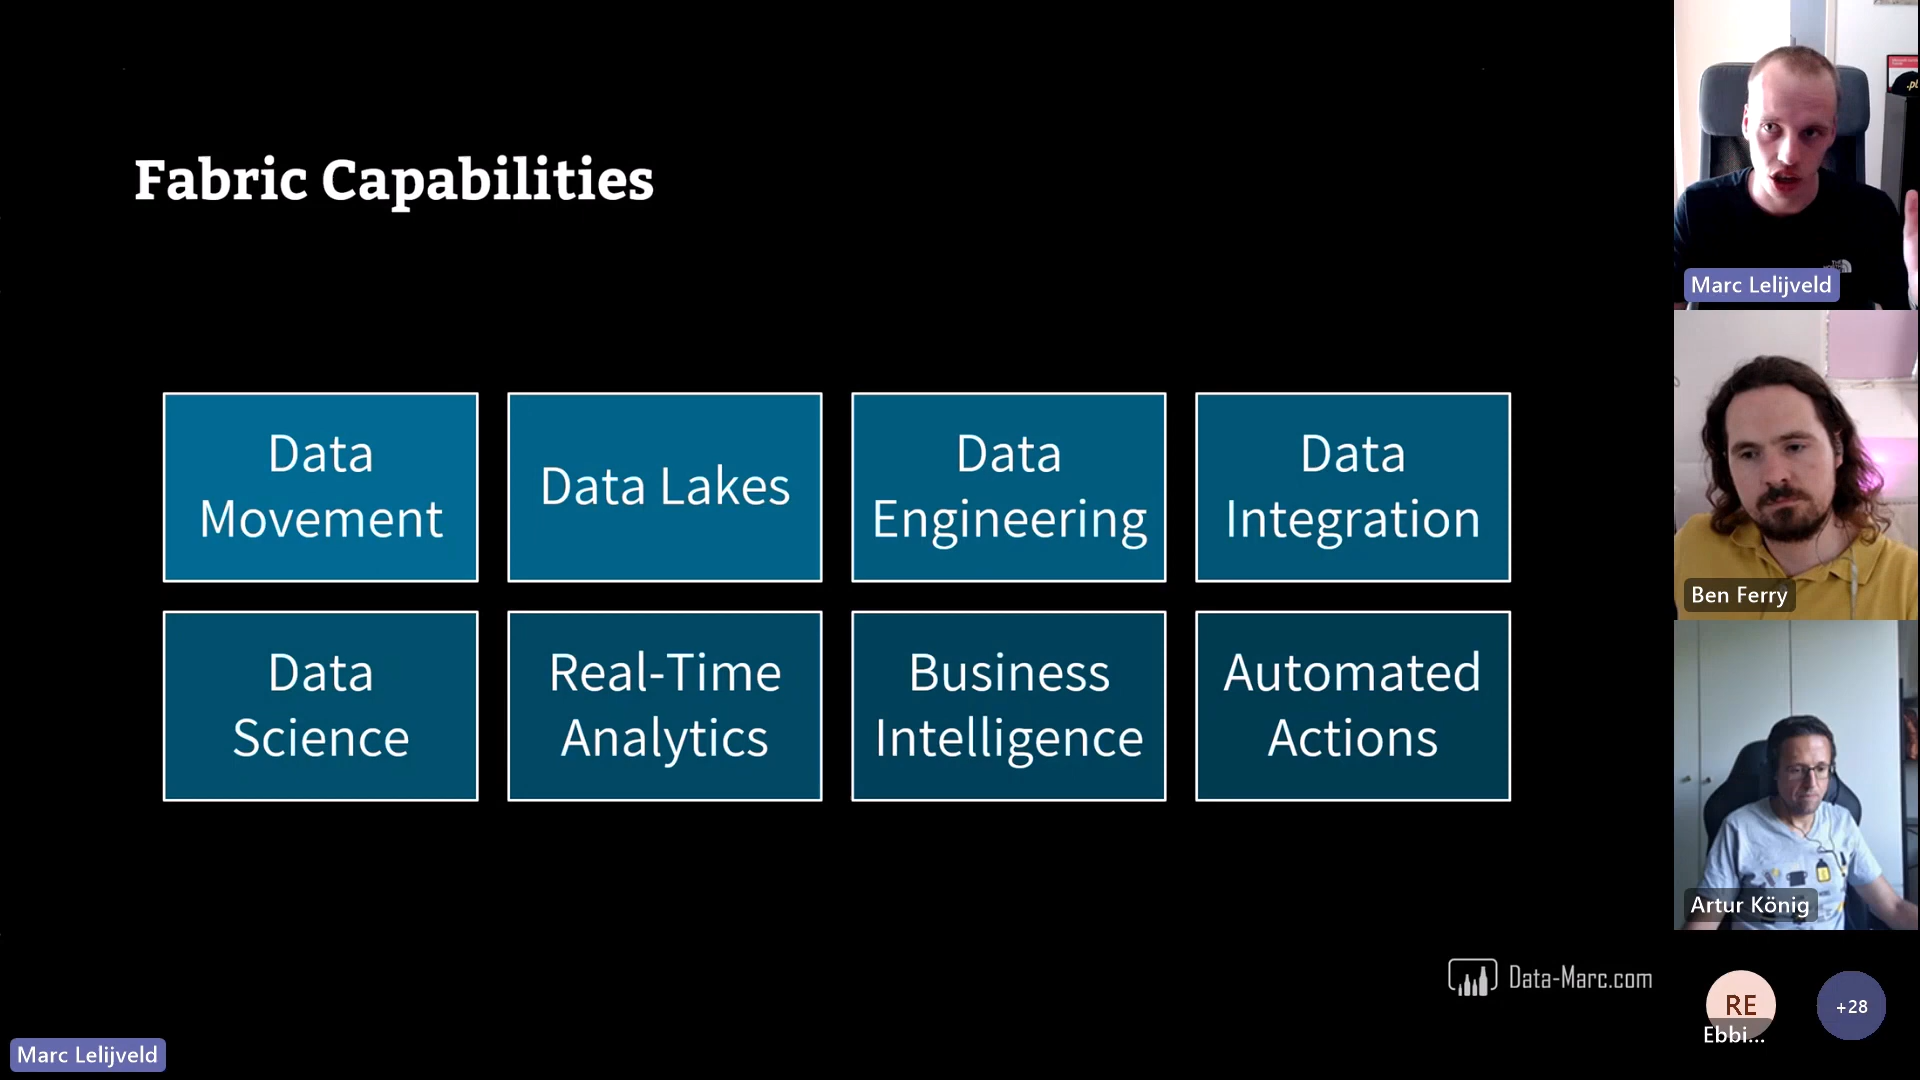 Fabric Capabilities
Data
Movement
Data Lakes
Data
Engineering
Data
Integration
Data
Science
Real-Time
Analytics
Business
Intelligence
Automated
Actions
Data-Marc.com
Marc Lelijveld
Marc Lelijveld
Ben Ferry
Artur König
RE
Ebbi...
+28